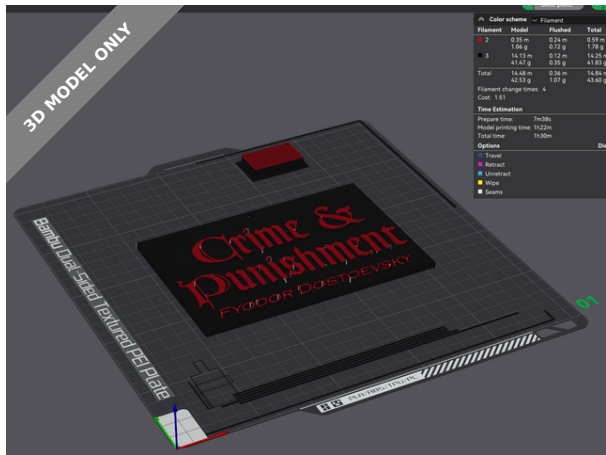 3D MODEL ONLY
Color scheme Filament
Filament Model Flushed Total
2 0.35 m 0.24 m 0.59 m
1.06 g 0.72 g 1.78 g
3 14.13 m 0.12 m 14.25 m
41.47 g 0.35 g 41.83 g
Total 14.48 m 0.36 m 14.84 m
42.53 g 1.07 g 43.60 g
Filament change times: 4
Cost: 1.51
Time Estimation
Prepare time: 7m38s
Model printing time: 1h22m
Total time: 1h30m
Options
Travel
Retract
Unretract
Wipe
Seams
Crime &
Punishment
Fyodor Dostoevsky
Bambu Dual Sided Textured PEI Plate
PLA/ABS/TPU/PC
01